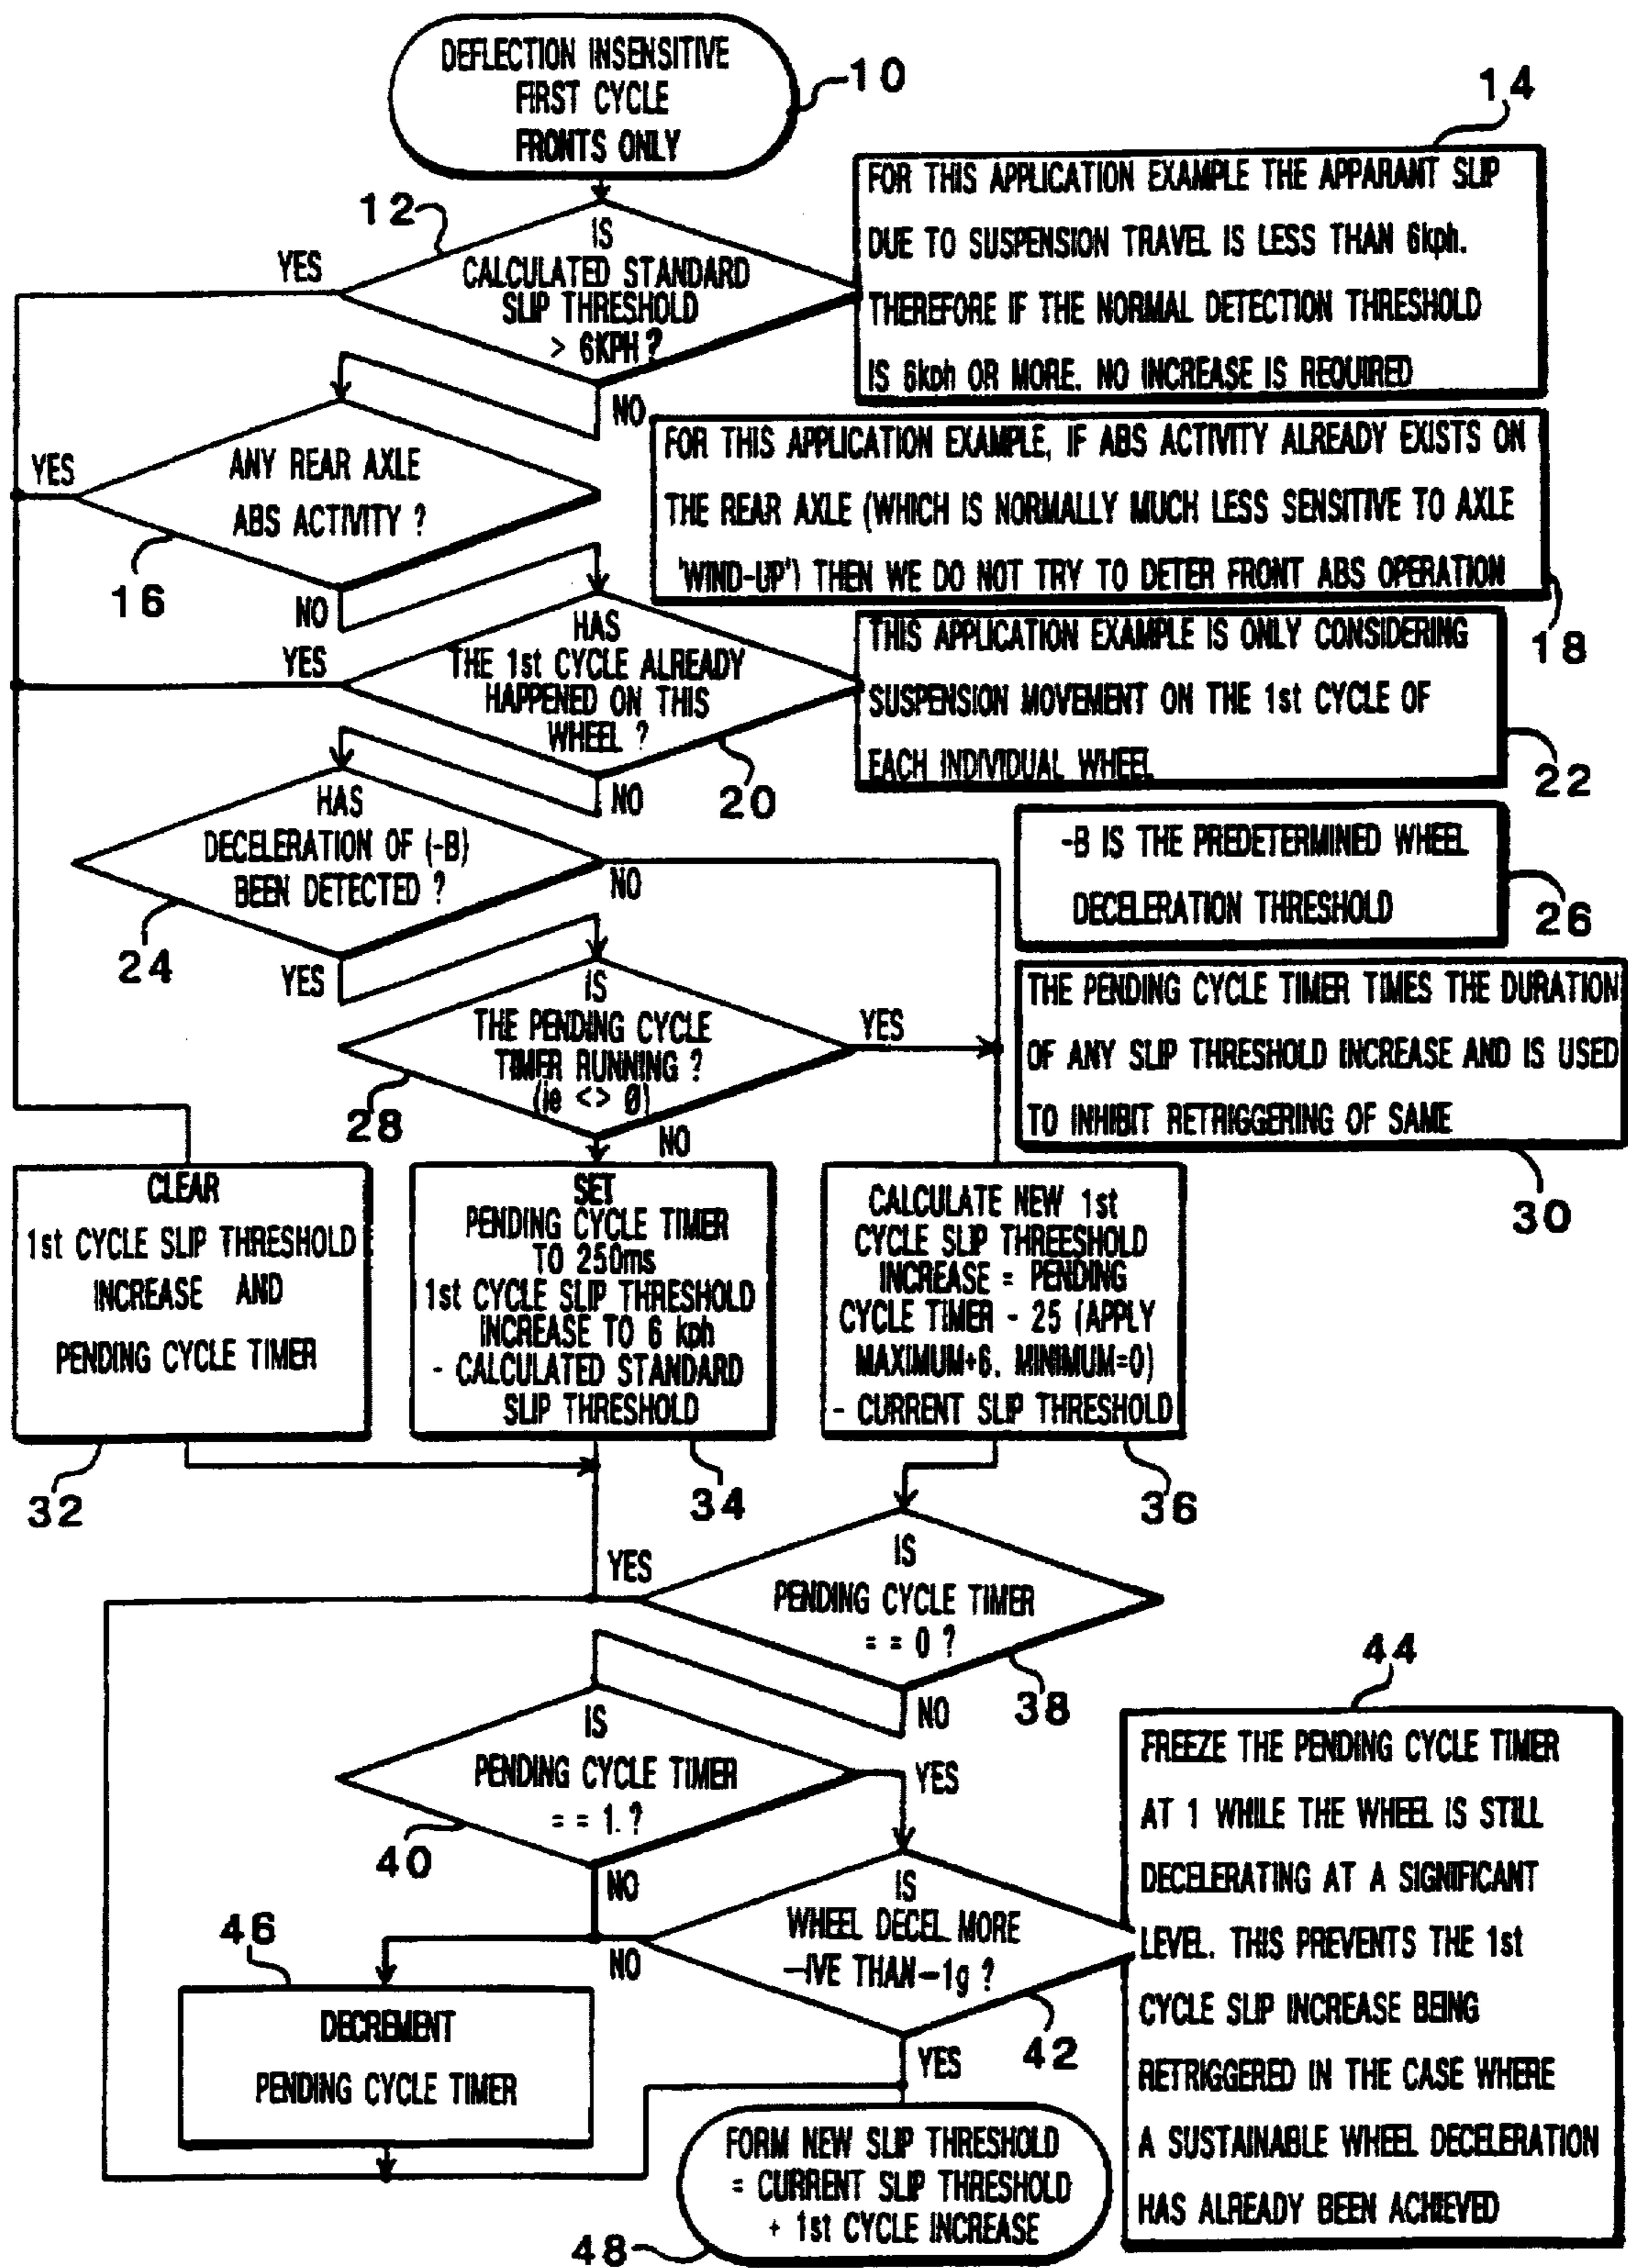 DEFLECTION INSENSITIVE
FIRST CYCLE
FRONTS ONLY
10
14
FOR THIS APPLICATION EXAMPLE THE APPARANT SLIP
DUE TO SUSPENSION TRAVEL IS LESS THAN 6kph.
THEREFORE IF THE NORMAL DETECTION THRESHOLD
IS 6kph OR MORE. NO INCREASE IS REQUIRED
12
YES
IS
CALCULATED STANDARD
SLIP THRESHOLD
> 6KPH ?
NO
YES
ANY REAR AXLE
ABS ACTIVITY ?
16
NO
FOR THIS APPLICATION EXAMPLE, IF ABS ACTIVITY ALREADY EXISTS ON
THE REAR AXLE (WHICH IS NORMALLY MUCH LESS SENSITIVE TO AXLE
'WIND-UP') THEN WE DO NOT TRY TO DETER FRONT ABS OPERATION
18
YES
HAS
THE 1st CYCLE ALREADY
HAPPENED ON THIS
WHEEL ?
20
NO
THIS APPLICATION EXAMPLE IS ONLY CONSIDERING
SUSPENSION MOVEMENT ON THE 1st CYCLE OF
EACH INDIVIDUAL WHEEL
22
HAS
DECELERATION OF (-B)
BEEN DETECTED ?
NO
24
YES
-B IS THE PREDETERMINED WHEEL
DECELERATION THRESHOLD
26
IS
THE PENDING CYCLE
TIMER RUNNING ?
(ie <> 0)
YES
28
NO
THE PENDING CYCLE TIMER TIMES THE DURATION
OF ANY SLIP THRESHOLD INCREASE AND IS USED
TO INHIBIT RETRIGGERING OF SAME
30
CLEAR
1st CYCLE SLIP THRESHOLD
INCREASE AND
PENDING CYCLE TIMER
32
SET
PENDING CYCLE TIMER
TO 250ms
1st CYCLE SLIP THRESHOLD
INCREASE TO 6 kph
- CALCULATED STANDARD
SLIP THRESHOLD
34
CALCULATE NEW 1st
CYCLE SLIP THREESHOLD
INCREASE = PENDING
CYCLE TIMER - 25 (APPLY
MAXIMUM+6. MINIMUM=0)
- CURRENT SLIP THRESHOLD
36
YES
IS
PENDING CYCLE TIMER
= = 0 ?
38
NO
IS
PENDING CYCLE TIMER
= = 1. ?
YES
40
NO
IS
WHEEL DECEL MORE
-IVE THAN -1g ?
NO
42
YES
44
FREEZE THE PENDING CYCLE TIMER
AT 1 WHILE THE WHEEL IS STILL
DECELERATING AT A SIGNIFICANT
LEVEL. THIS PREVENTS THE 1st
CYCLE SLIP INCREASE BEING
RETRIGGERED IN THE CASE WHERE
A SUSTAINABLE WHEEL DECELERATION
HAS ALREADY BEEN ACHIEVED
46
DECREMENT
PENDING CYCLE TIMER
FORM NEW SLIP THRESHOLD
= CURRENT SLIP THRESHOLD
+ 1st CYCLE INCREASE
48